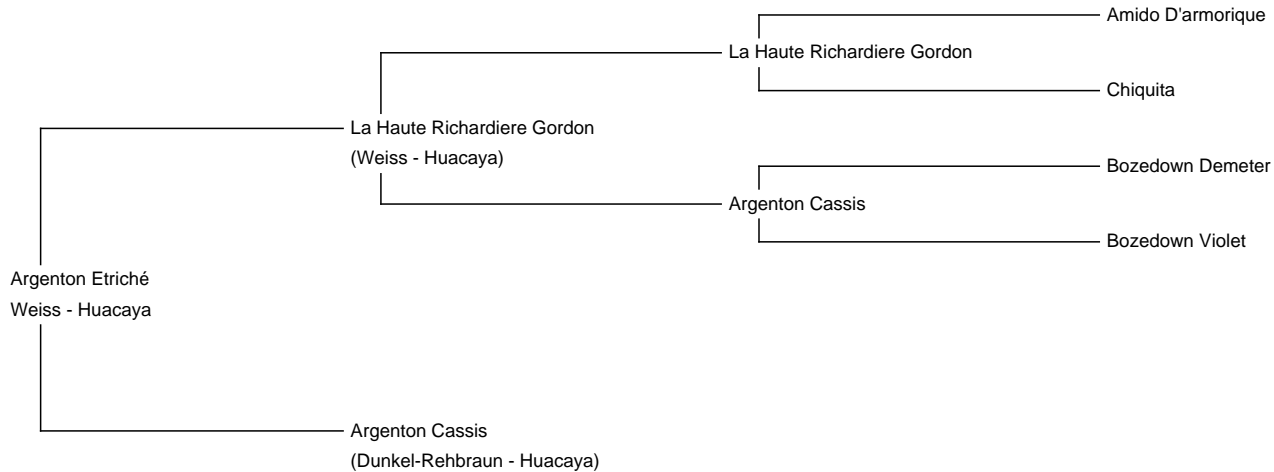 Amido D'armorique
La Haute Richardiere Gordon
Chiquita
La Haute Richardiere Gordon
(Weiss - Huacaya)
Bozedown Demeter
Argenton Cassis
Bozedown Violet
Argenton Etriché
Weiss - Huacaya
Argenton Cassis
(Dunkel-Rehbraun - Huacaya)